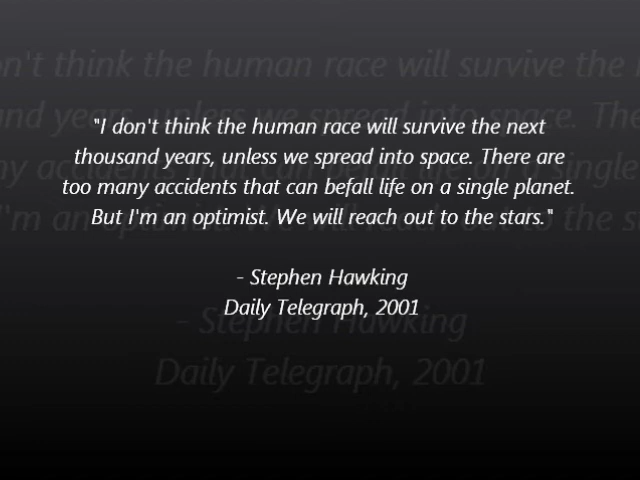 "I don't think the human race will survive the next
thousand years, unless we spread into space. There are
too many accidents that can befall life on a single planet.
But I'm an optimist. We will reach out to the stars."
- Stephen Hawking
Daily Telegraph, 2001